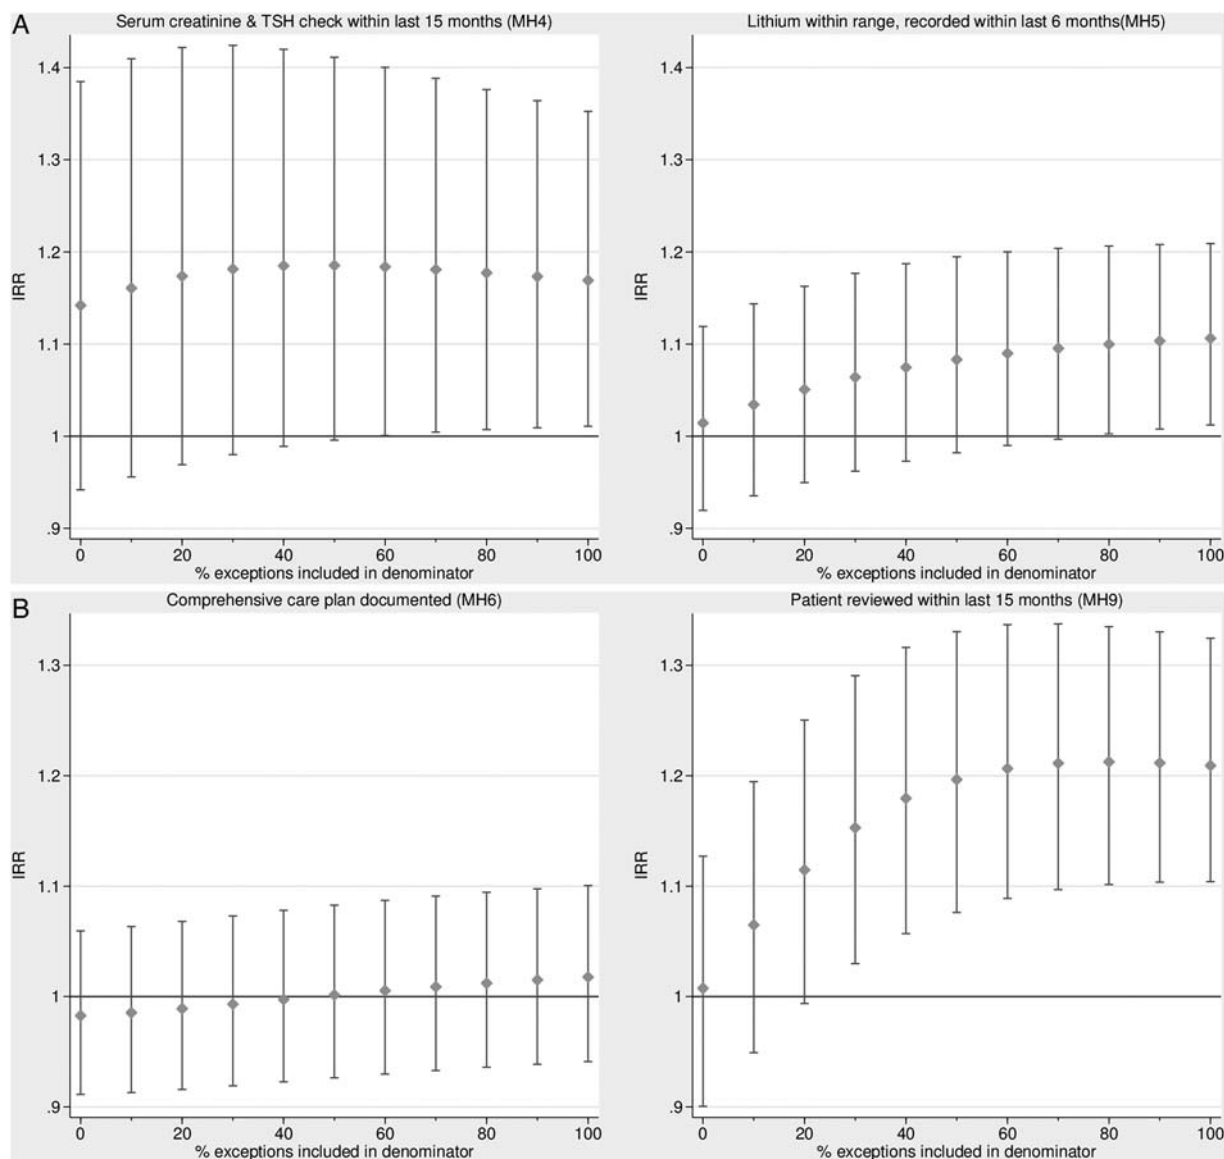 A
Serum creatinine & TSH check within last 15 months (MH4)
1.4
1.3
1.2
1.1
1
.9
IRR
0 20 40 60 80 100
% exceptions included in denominator
Lithium within range, recorded within last 6 months(MH5)
1.4
1.3
1.2
1.1
1
.9
IRR
0 20 40 60 80 100
% exceptions included in denominator
B
Comprehensive care plan documented (MH6)
1.3
1.2
1.1
1
.9
IRR
0 20 40 60 80 100
% exceptions included in denominator
Patient reviewed within last 15 months (MH9)
1.3
1.2
1.1
1
.9
IRR
0 20 40 60 80 100
% exceptions included in denominator